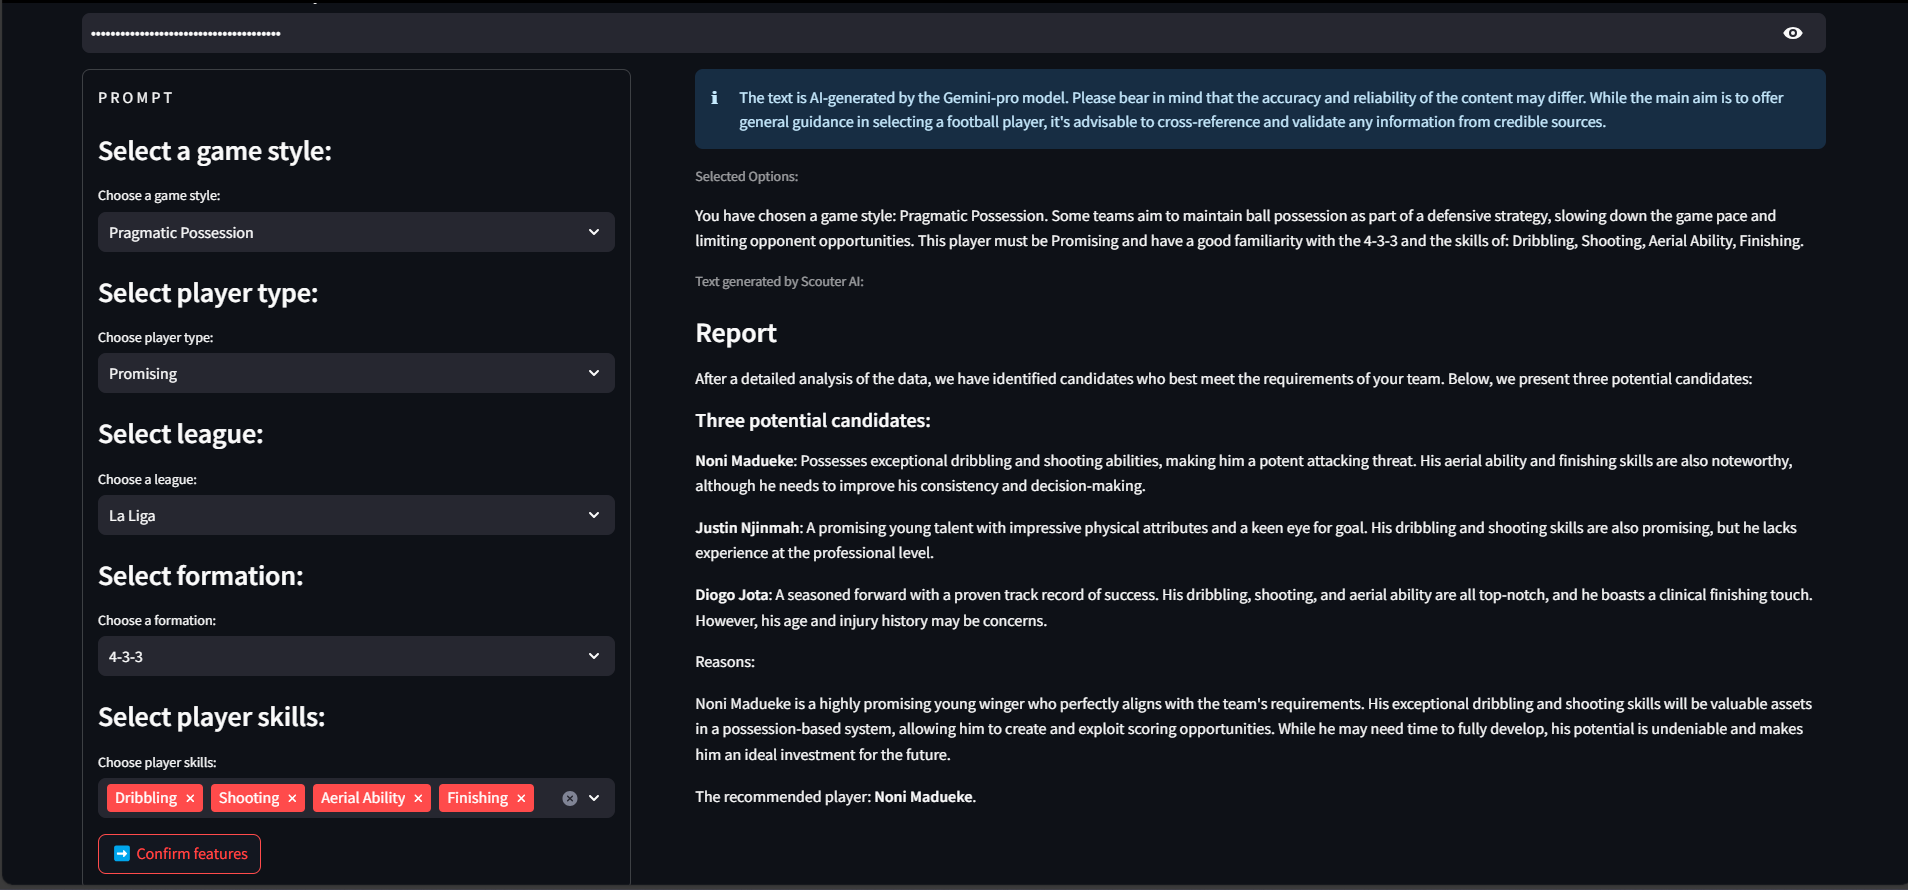 PROMPT
Select a game style:
Choose a game style:
Pragmatic Possession
Select player type:
Choose player type:
Promising
Select league:
Choose a league:
La Liga
Select formation:
Choose a formation:
4-3-3
Select player skills:
Choose player skills:
Dribbling × Shooting × Aerial Ability × Finishing ×
Confirm features
The text is AI-generated by the Gemini-pro model. Please bear in mind that the accuracy and reliability of the content may differ. While the main aim is to offer
general guidance in selecting a football player, it's advisable to cross-reference and validate any information from credible sources.
Selected Options:
You have chosen a game style: Pragmatic Possession. Some teams aim to maintain ball possession as part of a defensive strategy, slowing down the game pace and
limiting opponent opportunities. This player must be Promising and have a good familiarity with the 4-3-3 and the skills of: Dribbling, Shooting, Aerial Ability, Finishing.
Text generated by Scouter AI:
Report
After a detailed analysis of the data, we have identified candidates who best meet the requirements of your team. Below, we present three potential candidates:
Three potential candidates:
Noni Madueke: Possesses exceptional dribbling and shooting abilities, making him a potent attacking threat. His aerial ability and finishing skills are also noteworthy,
although he needs to improve his consistency and decision-making.
Justin Njinmah: A promising young talent with impressive physical attributes and a keen eye for goal. His dribbling and shooting skills are also promising, but he lacks
experience at the professional level.
Diogo Jota: A seasoned forward with a proven track record of success. His dribbling, shooting, and aerial ability are all top-notch, and he boasts a clinical finishing touch.
However, his age and injury history may be concerns.
Reasons:
Noni Madueke is a highly promising young winger who perfectly aligns with the team's requirements. His exceptional dribbling and shooting skills will be valuable assets
in a possession-based system, allowing him to create and exploit scoring opportunities. While he may need time to fully develop, his potential is undeniable and makes
him an ideal investment for the future.
The recommended player: Noni Madueke.